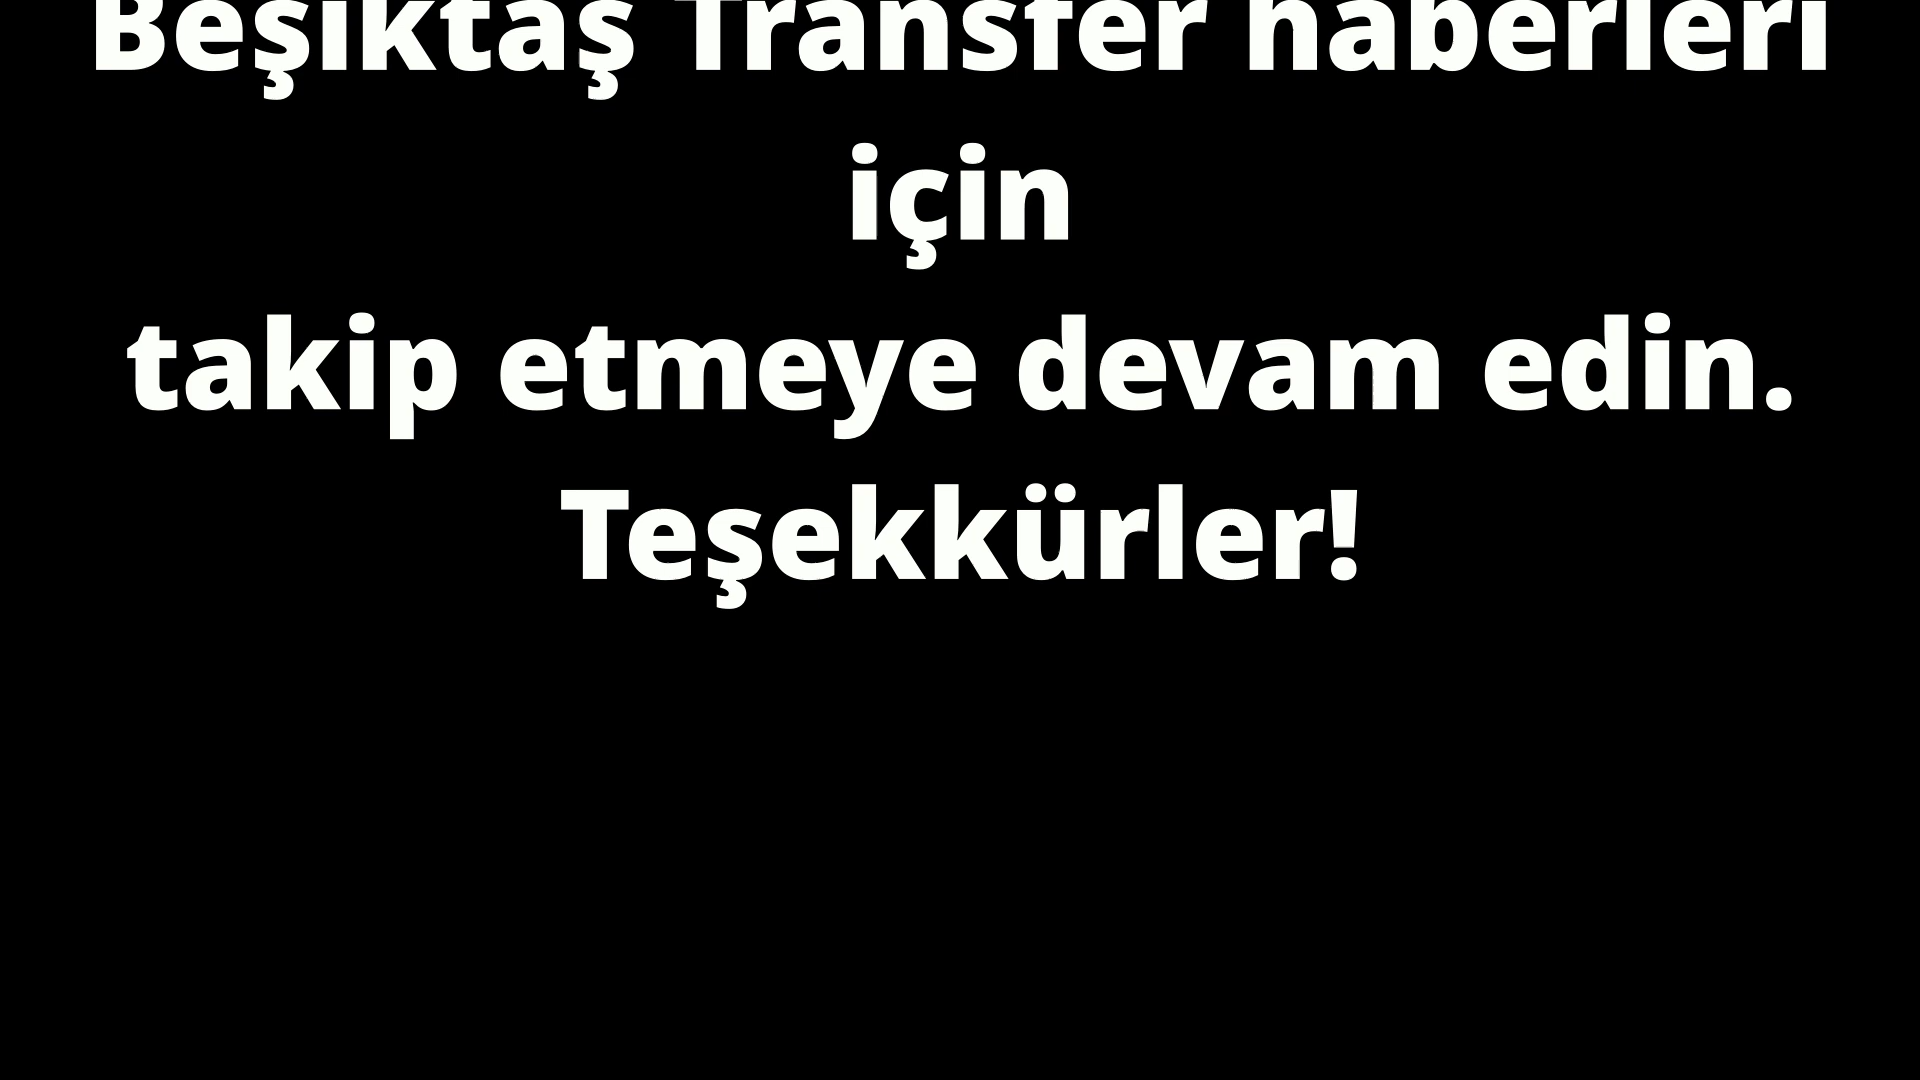 Beşiktaş Transfer haberleri
için
takip etmeye devam edin.
Teşekkürler!